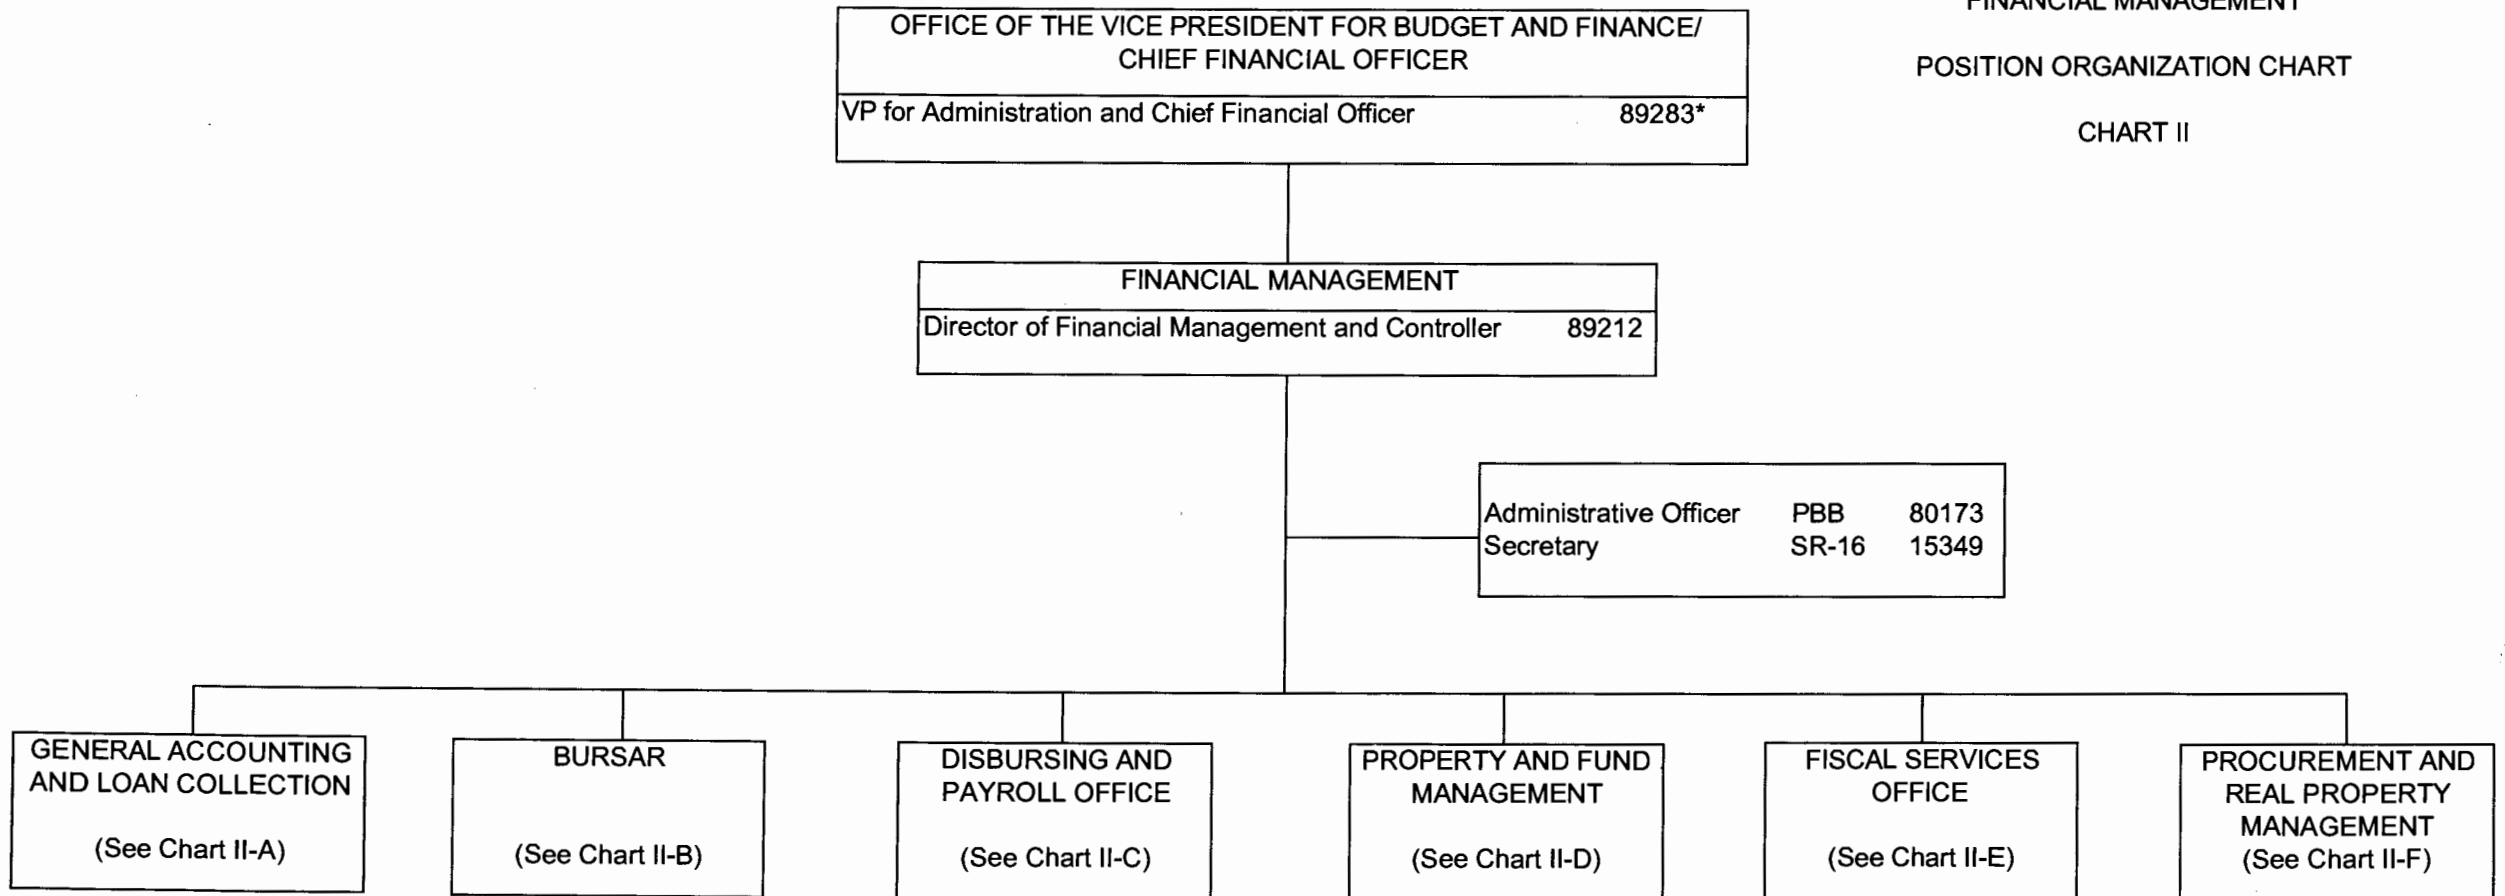 FINANCIAL MANAGEMENT
POSITION ORGANIZATION CHART
CHART II
OFFICE OF THE VICE PRESIDENT FOR BUDGET AND FINANCE/
CHIEF FINANCIAL OFFICER
VP for Administration and Chief Financial Officer 89283*
FINANCIAL MANAGEMENT
Director of Financial Management and Controller 89212
Administrative Officer PBB 80173
Secretary SR-16 15349
GENERAL ACCOUNTING
AND LOAN COLLECTION
(See Chart II-A)
BURSAR
(See Chart II-B)
DISBURSING AND
PAYROLL OFFICE
(See Chart II-C)
PROPERTY AND FUND
MANAGEMENT
(See Chart II-D)
FISCAL SERVICES
OFFICE
(See Chart II-E)
PROCUREMENT AND
REAL PROPERTY
MANAGEMENT
(See Chart II-F)